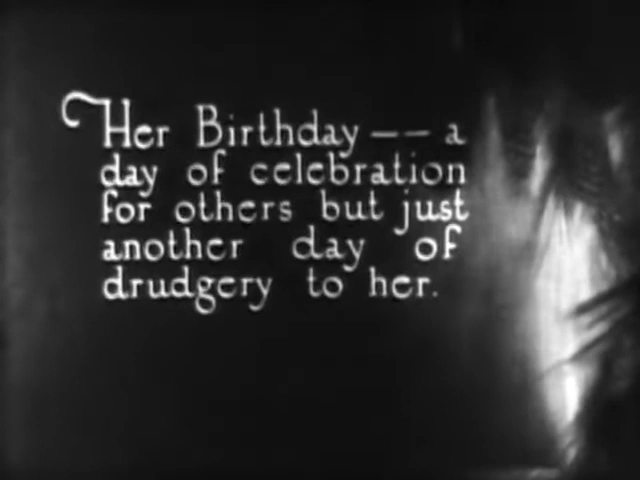 Her Birthday -- a
day of celebration
for others but just
another day of
drudgery to her.